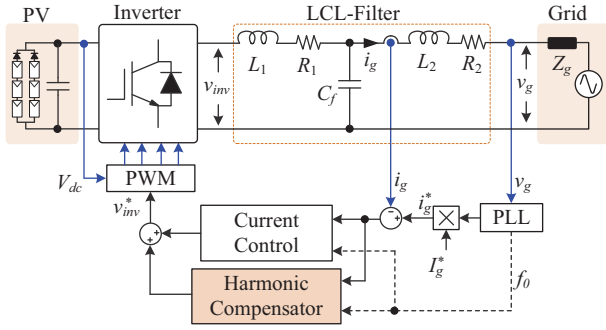 PV
Inverter
LCL-Filter
Grid
L1
R1
ig
L2
R2
Zg
vinv
Cf
vg
Vdc
PWM
ig
vg
v*inv
Current
Control
i*g
PLL
I*g
f0
Harmonic
Compensator